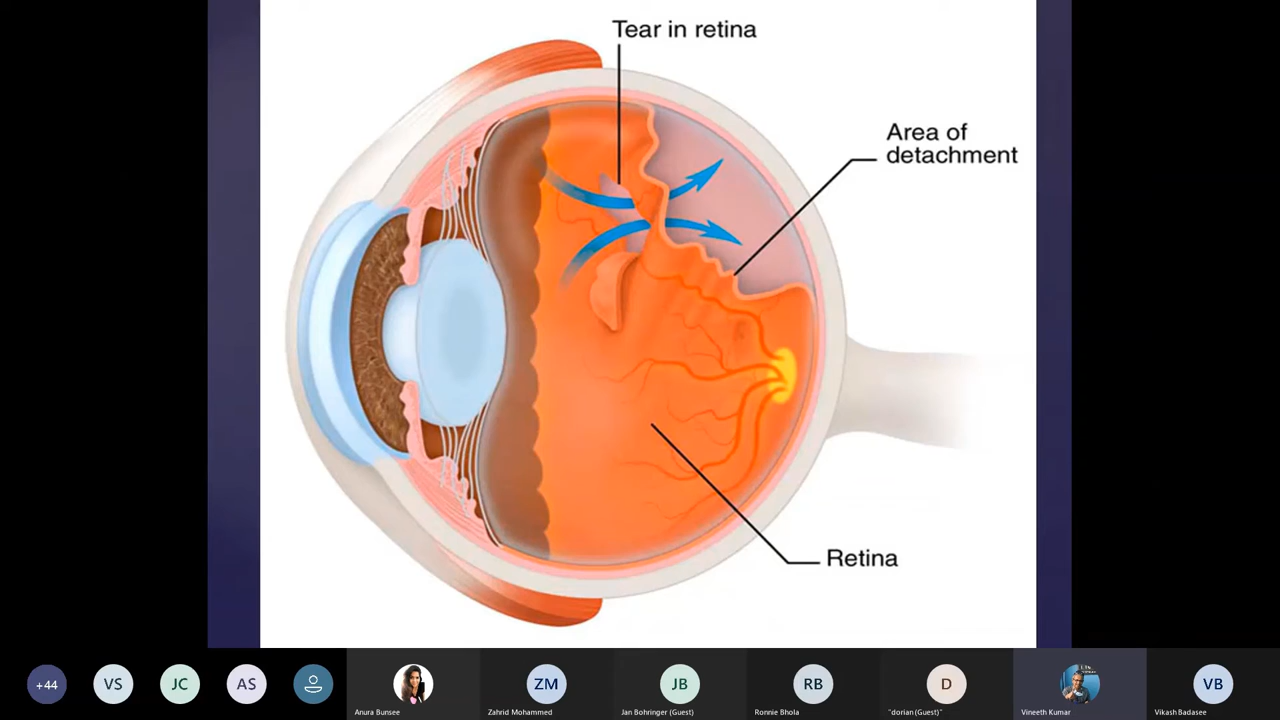 Tear in retina
Area of
detachment
Retina
+44
VS
JC
AS
ZM
JB
RB
D
VB
Anura Bunsee
Zahrid Mohammed
Jan Bohringer (Guest)
Ronnie Bhola
"dorian (Guest)"
Vineeth Kumar
Vikash Badasee